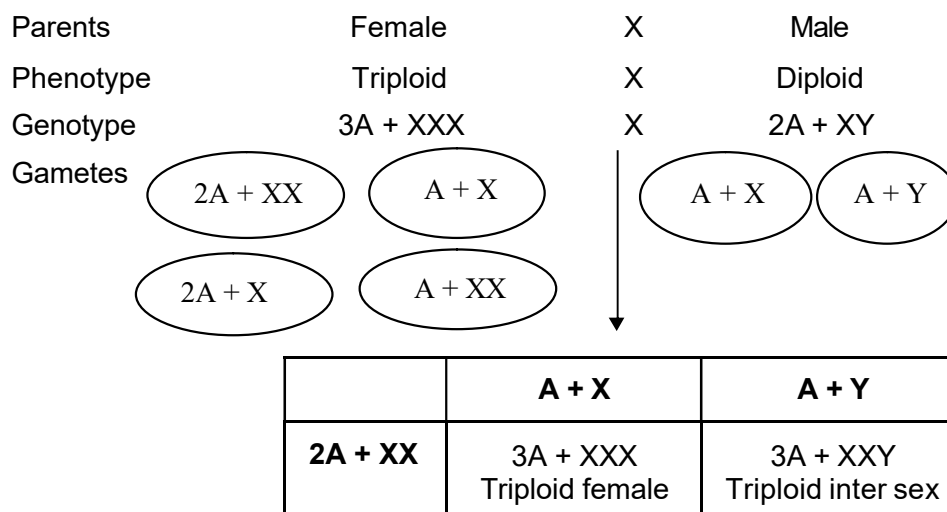 Parents Female X Male
Phenotype Triploid X Diploid
Genotype 3A + XXX X 2A + XY
Gametes
2A + XX A + X A + X A + Y
2A + X A + XX
A + X A + Y
2A + XX 3A + XXX 3A + XXY
Triploid female Triploid inter sex